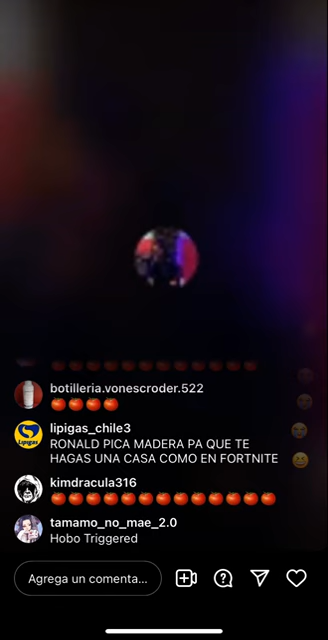 🍅🍅🍅🍅🍅🍅🍅🍅🍅🍅🍅🍅
botilleria.vonescroder.522
🍅🍅🍅🍅
lipigas_chile3
RONALD PICA MADERA PA QUE TE
HAGAS UNA CASA COMO EN FORTNITE
Lipigas
kimdracula316
🍅🍅🍅🍅🍅🍅🍅🍅🍅🍅🍅🍅🍅
tamamo_no_mae_2.0
Hobo Triggered
Agrega un comenta...